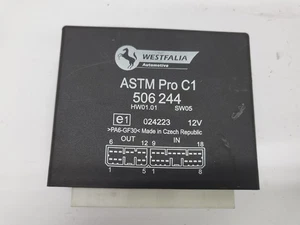 WESTFALIA
Automotive
ASTM Pro C1
506 244
HW01.01 SW05
e1 024223 12V
>PA6-GF30< Made in Czech Republic
OUT IN
6 12 9 18
1 5 1 8